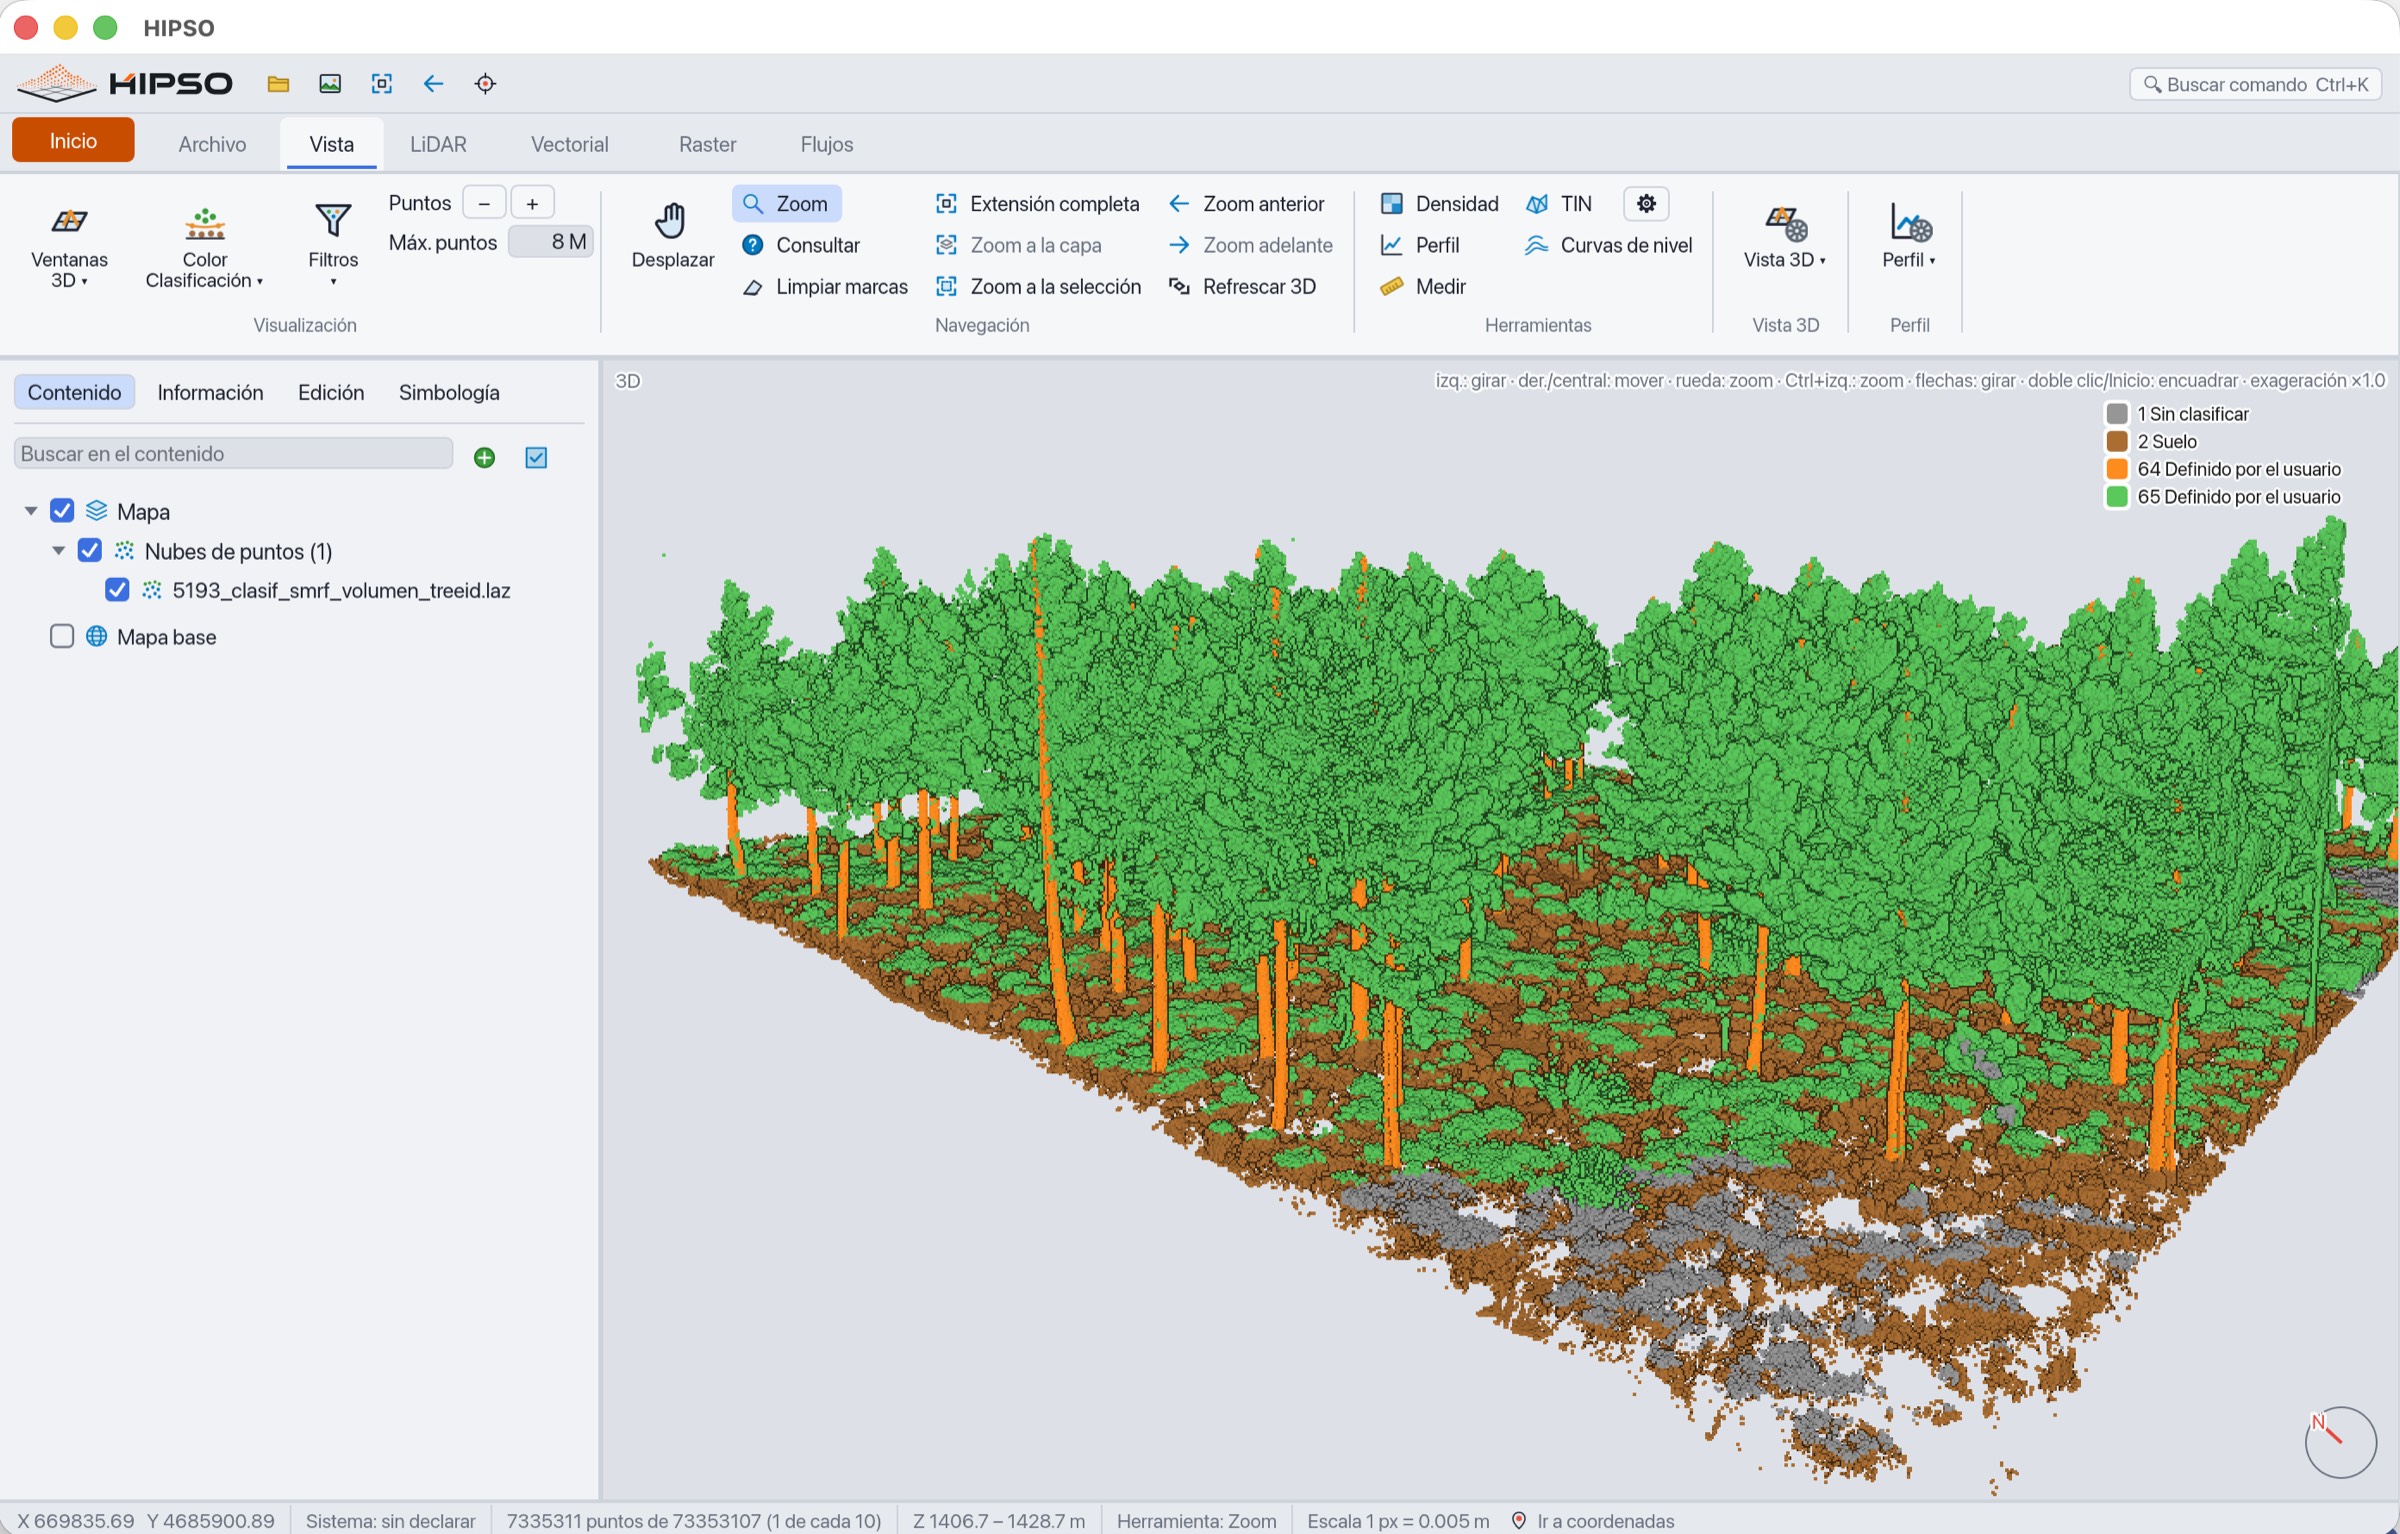 HIPSO
HIPSO
Buscar comando Ctrl+K
Inicio
Archivo
Vista
LiDAR
Vectorial
Raster
Flujos
Ventanas
3D
Color
Clasificación
Filtros
Puntos
−
+
Máx. puntos
8 M
Visualización
Desplazar
Zoom
Consultar
Limpiar marcas
Extensión completa
Zoom a la capa
Zoom a la selección
Zoom anterior
Zoom adelante
Refrescar 3D
Navegación
Densidad
Perfil
Medir
TIN
Curvas de nivel
Herramientas
Vista 3D
Vista 3D
Perfil
Perfil
Contenido
Información
Edición
Simbología
Buscar en el contenido
Mapa
Nubes de puntos (1)
5193_clasif_smrf_volumen_treeid.laz
Mapa base
3D
izq.: girar · der./central: mover · rueda: zoom · Ctrl+izq.: zoom · flechas: girar · doble clic/Inicio: encuadrar · exageración ×1.0
1 Sin clasificar
2 Suelo
64 Definido por el usuario
65 Definido por el usuario
N
X 669835.69 Y 4685900.89
Sistema: sin declarar
7335311 puntos de 73353107 (1 de cada 10)
Z 1406.7 – 1428.7 m
Herramienta: Zoom
Escala 1 px = 0.005 m
Ir a coordenadas